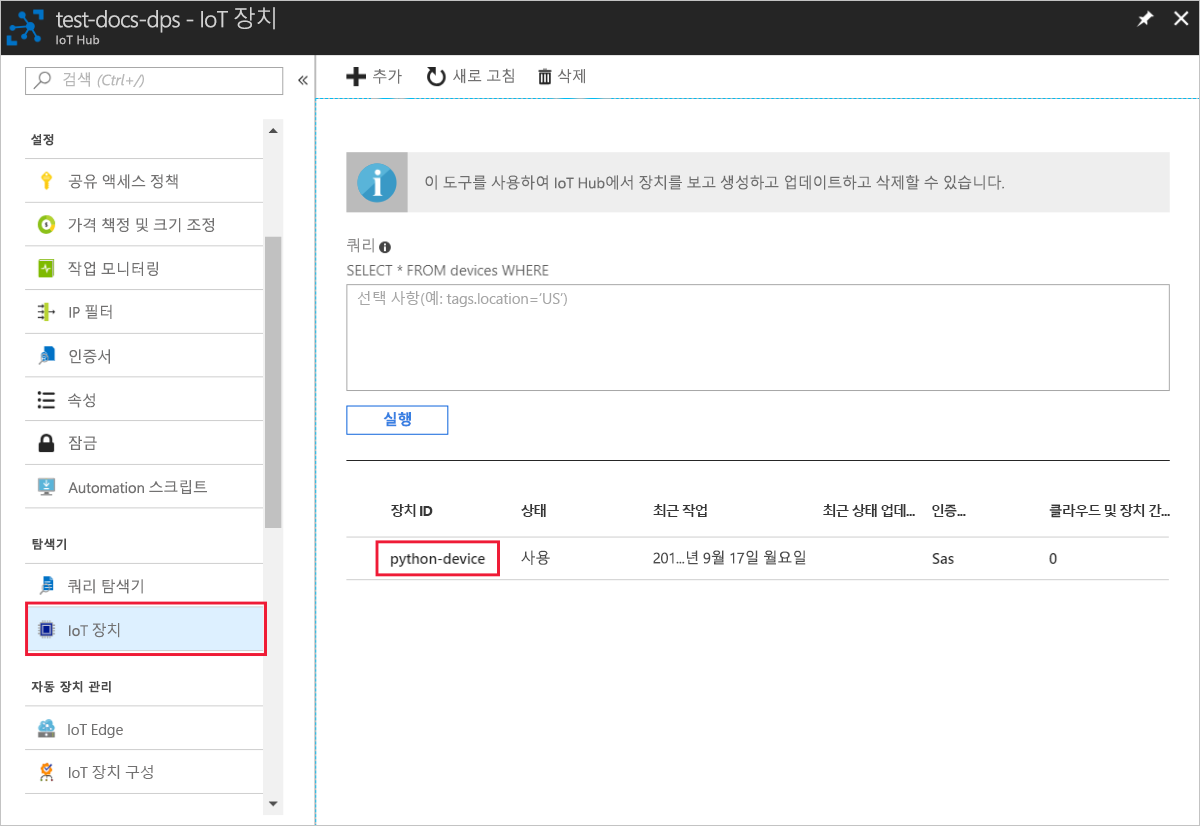 test-docs-dps - IoT 장치
IoT Hub
검색 (Ctrl+/)
«
설정
공유 액세스 정책
가격 책정 및 크기 조정
작업 모니터링
IP 필터
인증서
속성
잠금
Automation 스크립트
탐색기
쿼리 탐색기
IoT 장치
자동 장치 관리
IoT Edge
IoT 장치 구성
추가 새로 고침 삭제
이 도구를 사용하여 IoT Hub에서 장치를 보고 생성하고 업데이트하고 삭제할 수 있습니다.
쿼리
SELECT * FROM devices WHERE
선택 사항(예: tags.location='US')
실행
장치 ID 상태 최근 작업 최근 상태 업데... 인증... 클라우드 및 장치 간...
python-device 사용 201...년 9월 17일 월요일 Sas 0